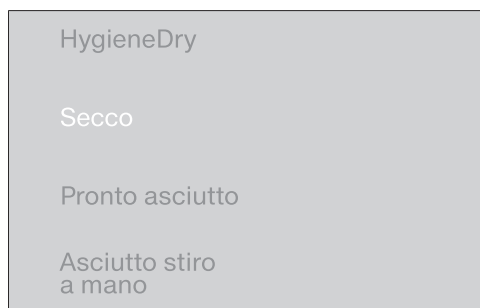 HygieneDry
Secco
Pronto asciutto
Asciutto stiro
a mano